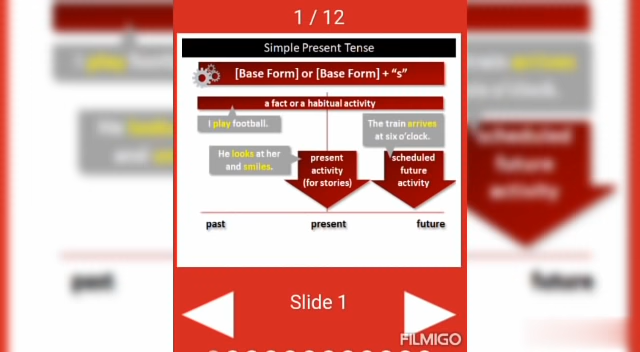 1 / 12
Simple Present Tense
[Base Form] or [Base Form] + “s”
a fact or a habitual activity
I play football.
The train arrives
at six o’clock.
He looks at her
and smiles.
present
activity
(for stories)
scheduled
future
activity
past present future
Slide 1
FILMIGO